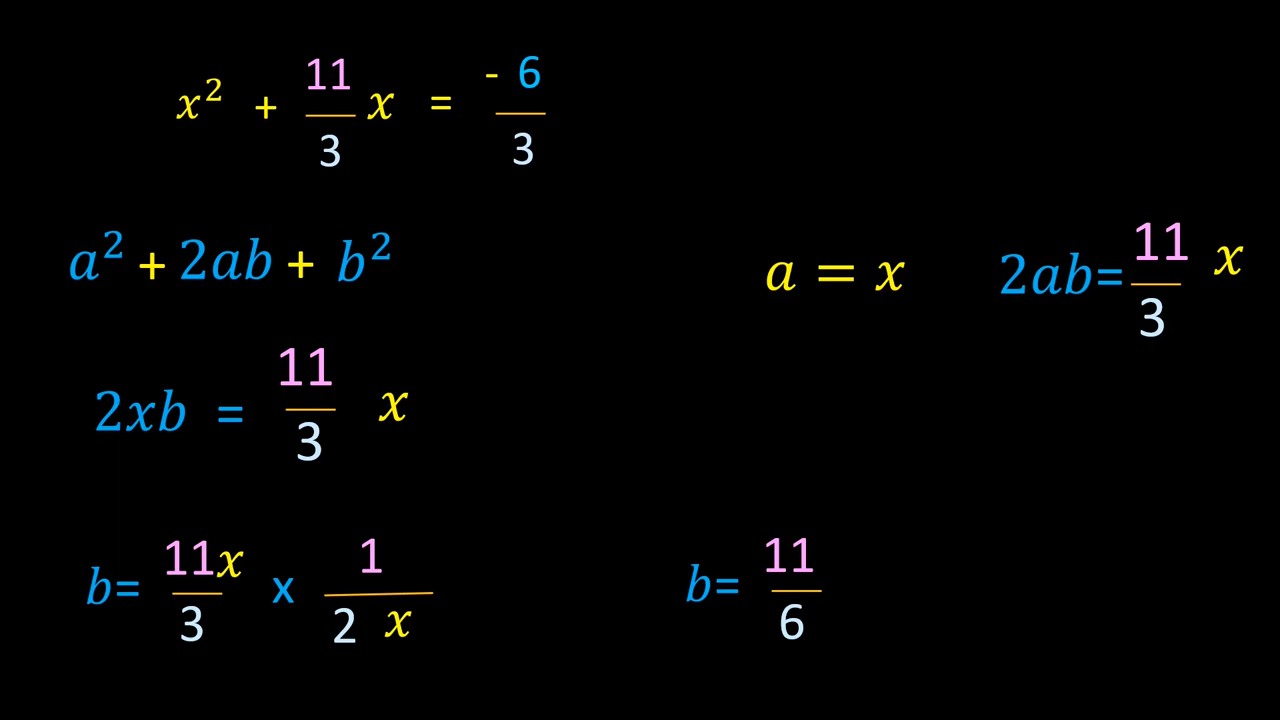 x² + 11/3 x = -6/3
a² + 2ab + b² a = x 2ab= 11/3 x
2xb = 11/3 x
b= 11x/3 x 1/2 x b= 11/6